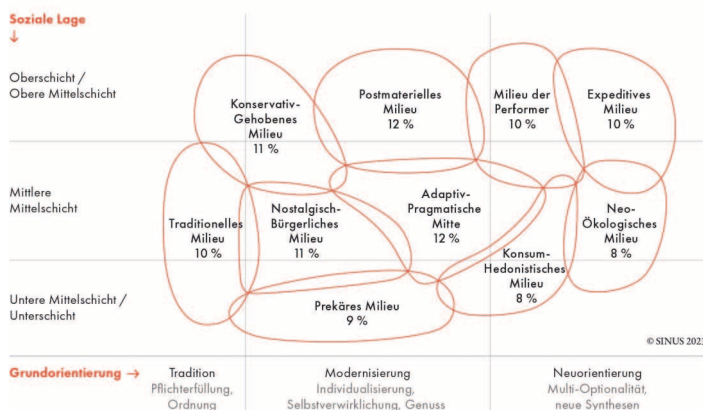 Soziale Lage
↓
Oberschicht /
Obere Mittelschicht
Konservativ-
Gehobenes
Milieu
11 %
Postmaterielles
Milieu
12 %
Milieu der
Performer
10 %
Expeditives
Milieu
10 %
Mittlere
Mittelschicht
Traditionelles
Milieu
10 %
Nostalgisch-
Bürgerliches
Milieu
11 %
Adaptiv-
Pragmatische
Mitte
12 %
Konsum-
Hedonistisches
Milieu
8 %
Neo-
Ökologisches
Milieu
8 %
Untere Mittelschicht /
Unterschicht
Prekäres Milieu
9 %
© SINUS 2023
Grundorientierung →
Tradition
Pflichterfüllung,
Ordnung
Modernisierung
Individualisierung,
Selbstverwirklichung, Genuss
Neuorientierung
Multi-Optionalität,
neue Synthesen